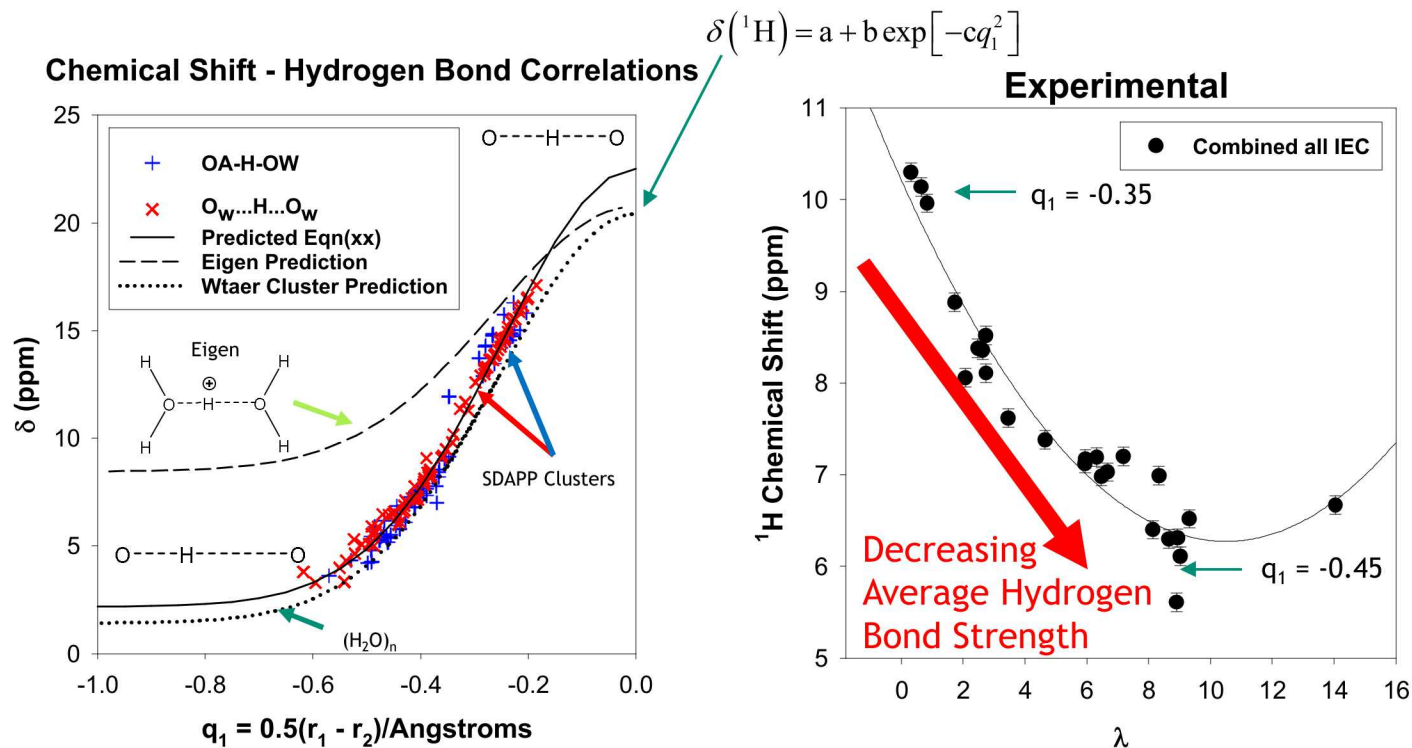 δ(¹H) = a + b exp[−cq₁²]
Chemical Shift - Hydrogen Bond Correlations
25
20
15
10
5
0
δ (ppm)
OA-H-OW
O_W...H...O_W
Predicted Eqn(xx)
Eigen Prediction
Wtaer Cluster Prediction
O H O
Eigen
H H
⊕
O H O
H H
SDAPP Clusters
O H O
(H₂O)ₙ
-1.0 -0.8 -0.6 -0.4 -0.2 0.0
q₁ = 0.5(r₁ - r₂)/Angstroms
Experimental
11
10
9
8
7
6
5
¹H Chemical Shift (ppm)
Combined all IEC
q₁ = -0.35
Decreasing
Average Hydrogen
Bond Strength
q₁ = -0.45
0 2 4 6 8 10 12 14 16
λ